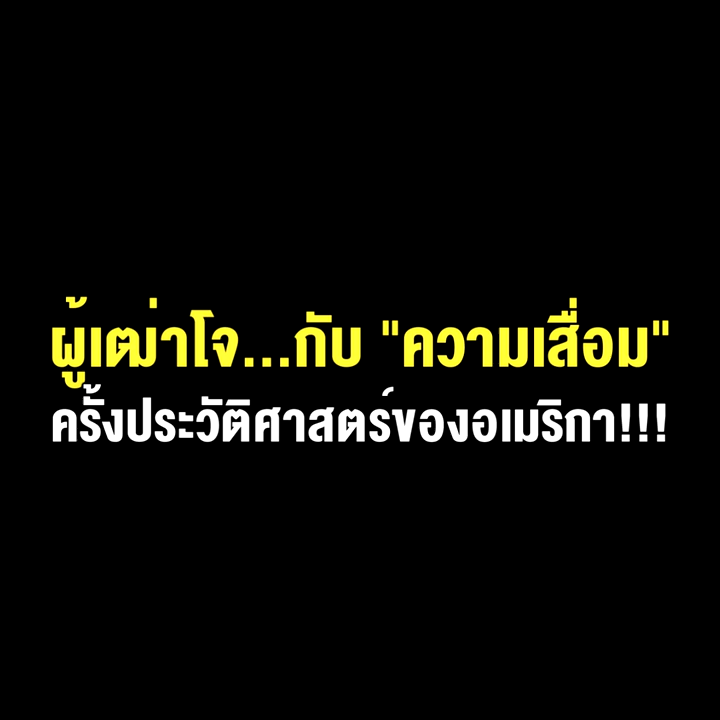 ผู้เฒ่าโจ...กับ "ความเสื่อม"
ครั้งประวัติศาสตร์ของอเมริกา!!!